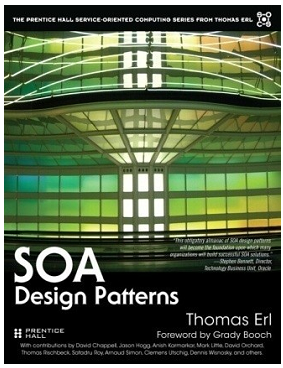 THE PRENTICE HALL SERVICE-ORIENTED COMPUTING SERIES FROM THOMAS ERL
"This obligatory almanac of SOA design patterns
will become the foundation upon which many
organizations will build successful SOA solutions."
—Stephen Bennett, Director,
Technology Business Unit, Oracle
SOA
Design Patterns
Thomas Erl
Foreword by Grady Booch
PRENTICE
HALL
With contributions by David Chappell, Jason Hogg, Anish Karmarkar, Mark Little, David Orchard,
Thomas Rischbeck, Satadru Roy, Arnaud Simon, Clemens Utschig, Dennis Wisnosky, and others.